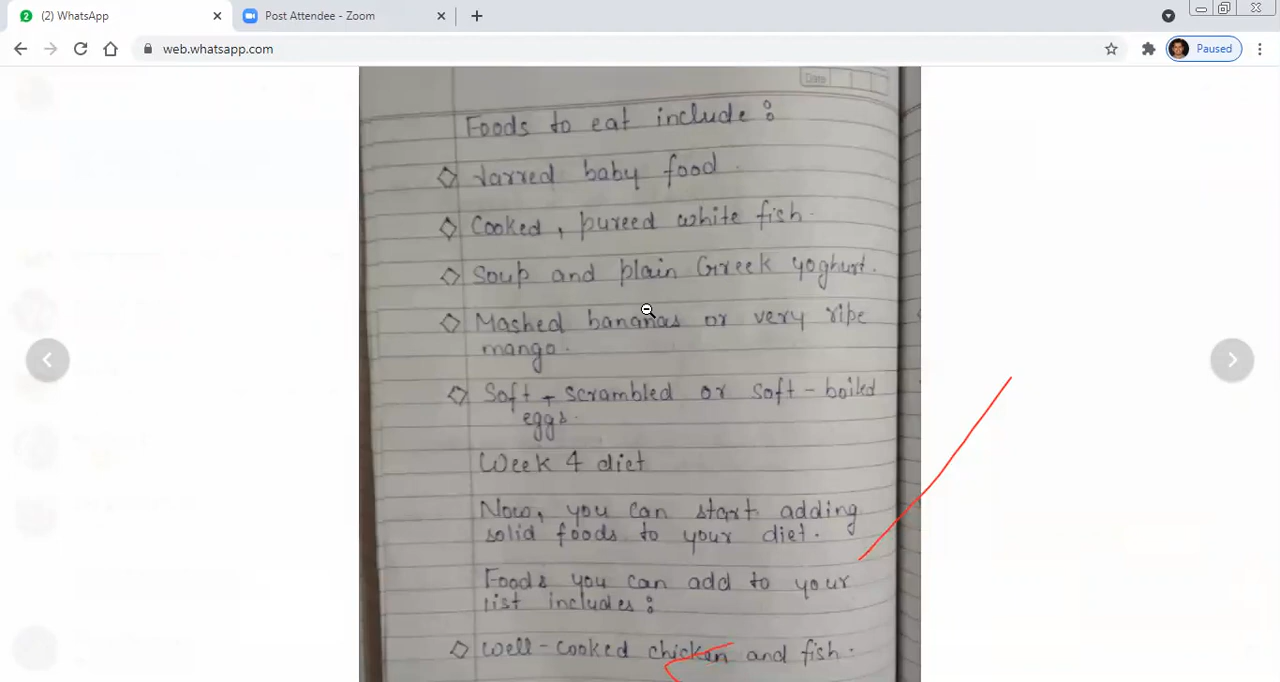 (2) WhatsApp
Post Attendee - Zoom
web.whatsapp.com
Paused
Date
Foods to eat include :
Jarred baby food.
Cooked, pureed white fish.
Soup and plain Greek yoghurt.
Mashed bananas or very ripe
mango.
Soft - scrambled or soft - boiled
eggs.
Week 4 diet
Now, you can start adding
solid foods to your diet.
Foods you can add to your
list includes :
Well - cooked chicken and fish.